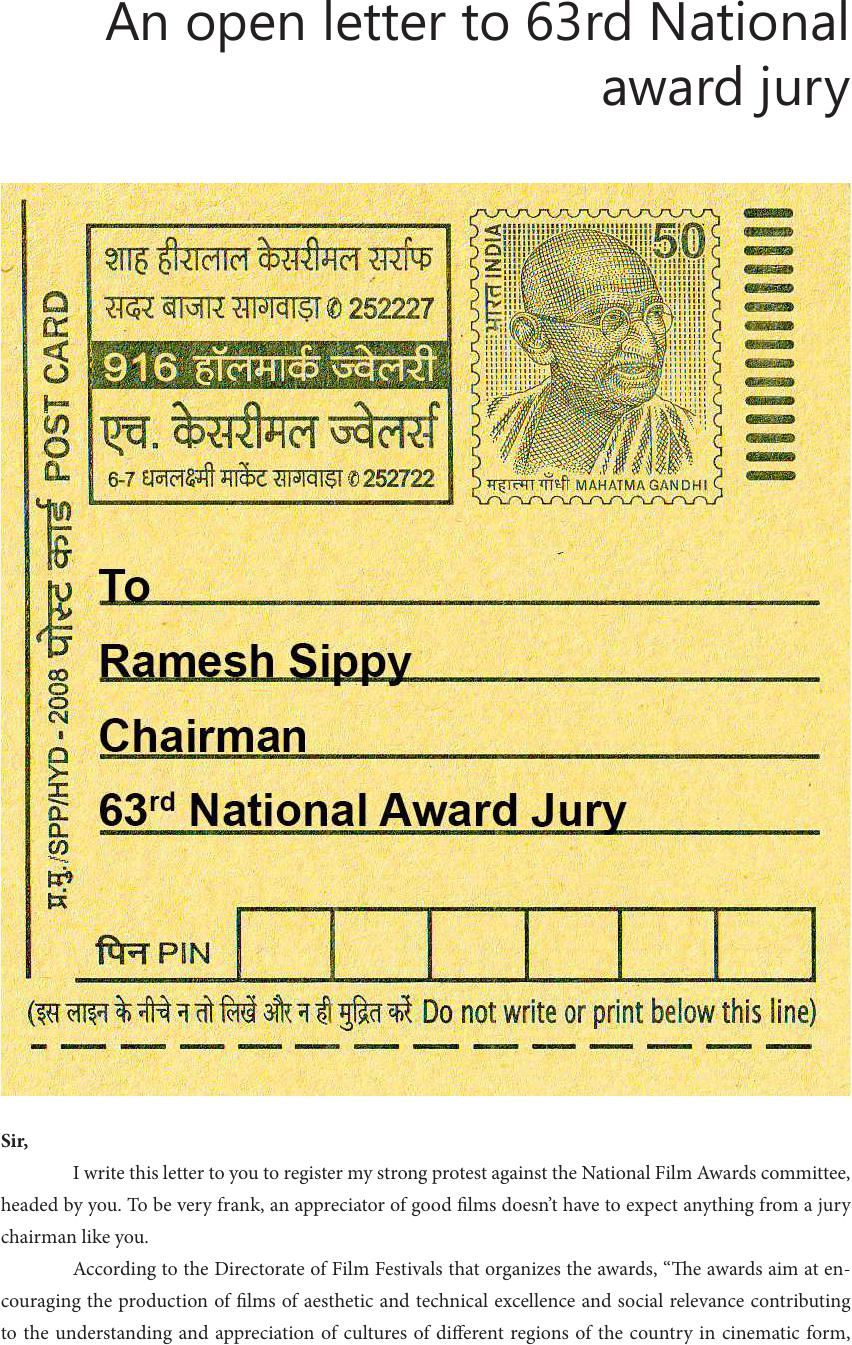 An open letter to 63rd National
award jury
शाह हीरालाल केसरीमल सर्राफ
सदर बाजार सागवाड़ा ✆ 252227
916 हॉलमार्क ज्वेलरी
एच. केसरीमल ज्वेलर्स
6-7 धनलक्ष्मी मार्केट सागवाड़ा ✆ 252722
भारत INDIA
50
महात्मा गाँधी MAHATMA GANDHI
प्र.मु./SPP/HYD - 2008 पोस्ट कार्ड POST CARD
To
Ramesh Sippy
Chairman
63rd National Award Jury
पिन PIN
(इस लाइन के नीचे न तो लिखें और न ही मुद्रित करें Do not write or print below this line)
Sir,
I write this letter to you to register my strong protest against the National Film Awards committee,
headed by you. To be very frank, an appreciator of good films doesn’t have to expect anything from a jury
chairman like you.
According to the Directorate of Film Festivals that organizes the awards, “The awards aim at en-
couraging the production of films of aesthetic and technical excellence and social relevance contributing
to the understanding and appreciation of cultures of different regions of the country in cinematic form,